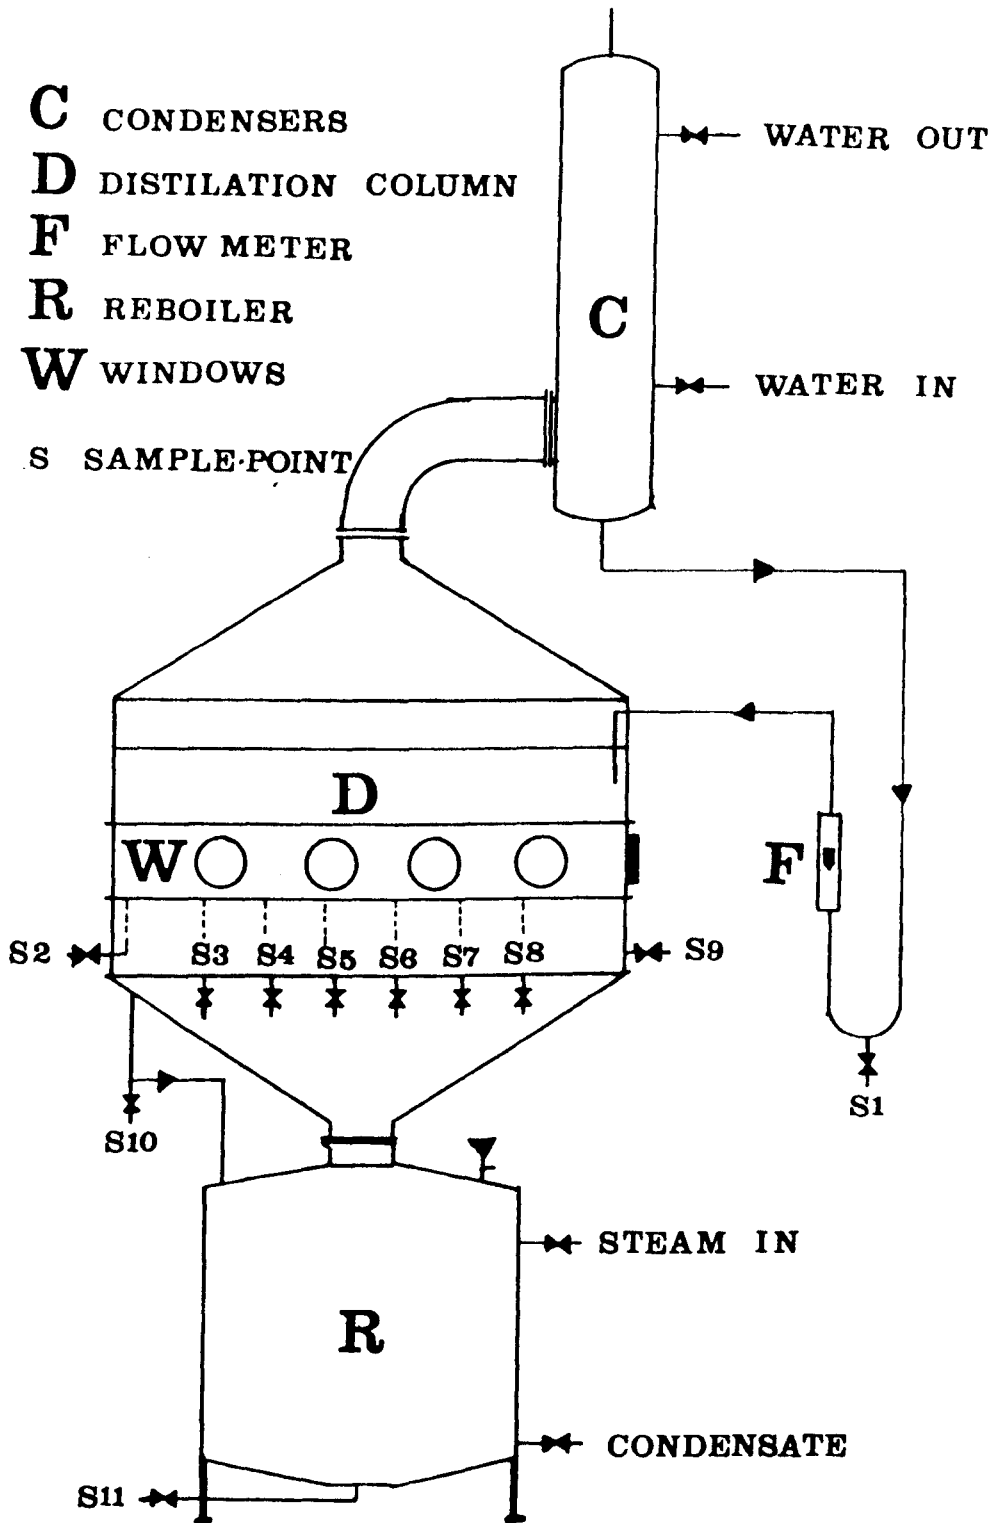 C CONDENSERS
D DISTILATION COLUMN
F FLOW METER
R REBOILER
W WINDOWS
S SAMPLE-POINT
WATER OUT
C
WATER IN
D
W
F
S2
S3 S4 S5 S6 S7 S8
S9
S1
S10
STEAM IN
R
CONDENSATE
S11